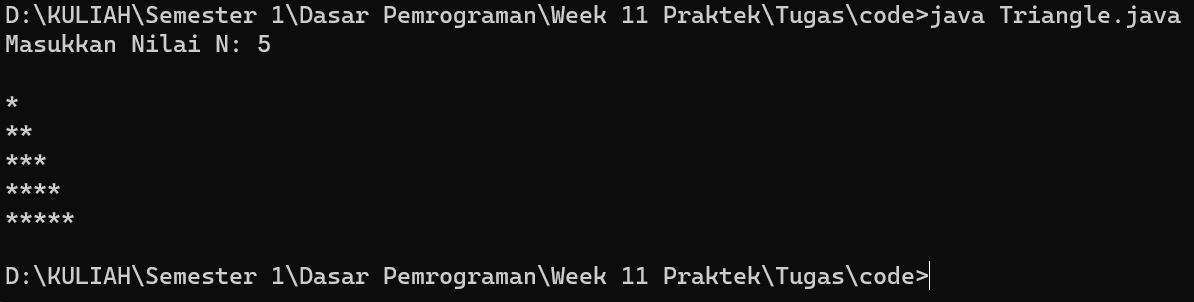 D:\KULIAH\Semester 1\Dasar Pemrograman\Week 11 Praktek\Tugas\code>java Triangle.java
Masukkan Nilai N: 5
*
**
***
****
*****
D:\KULIAH\Semester 1\Dasar Pemrograman\Week 11 Praktek\Tugas\code>